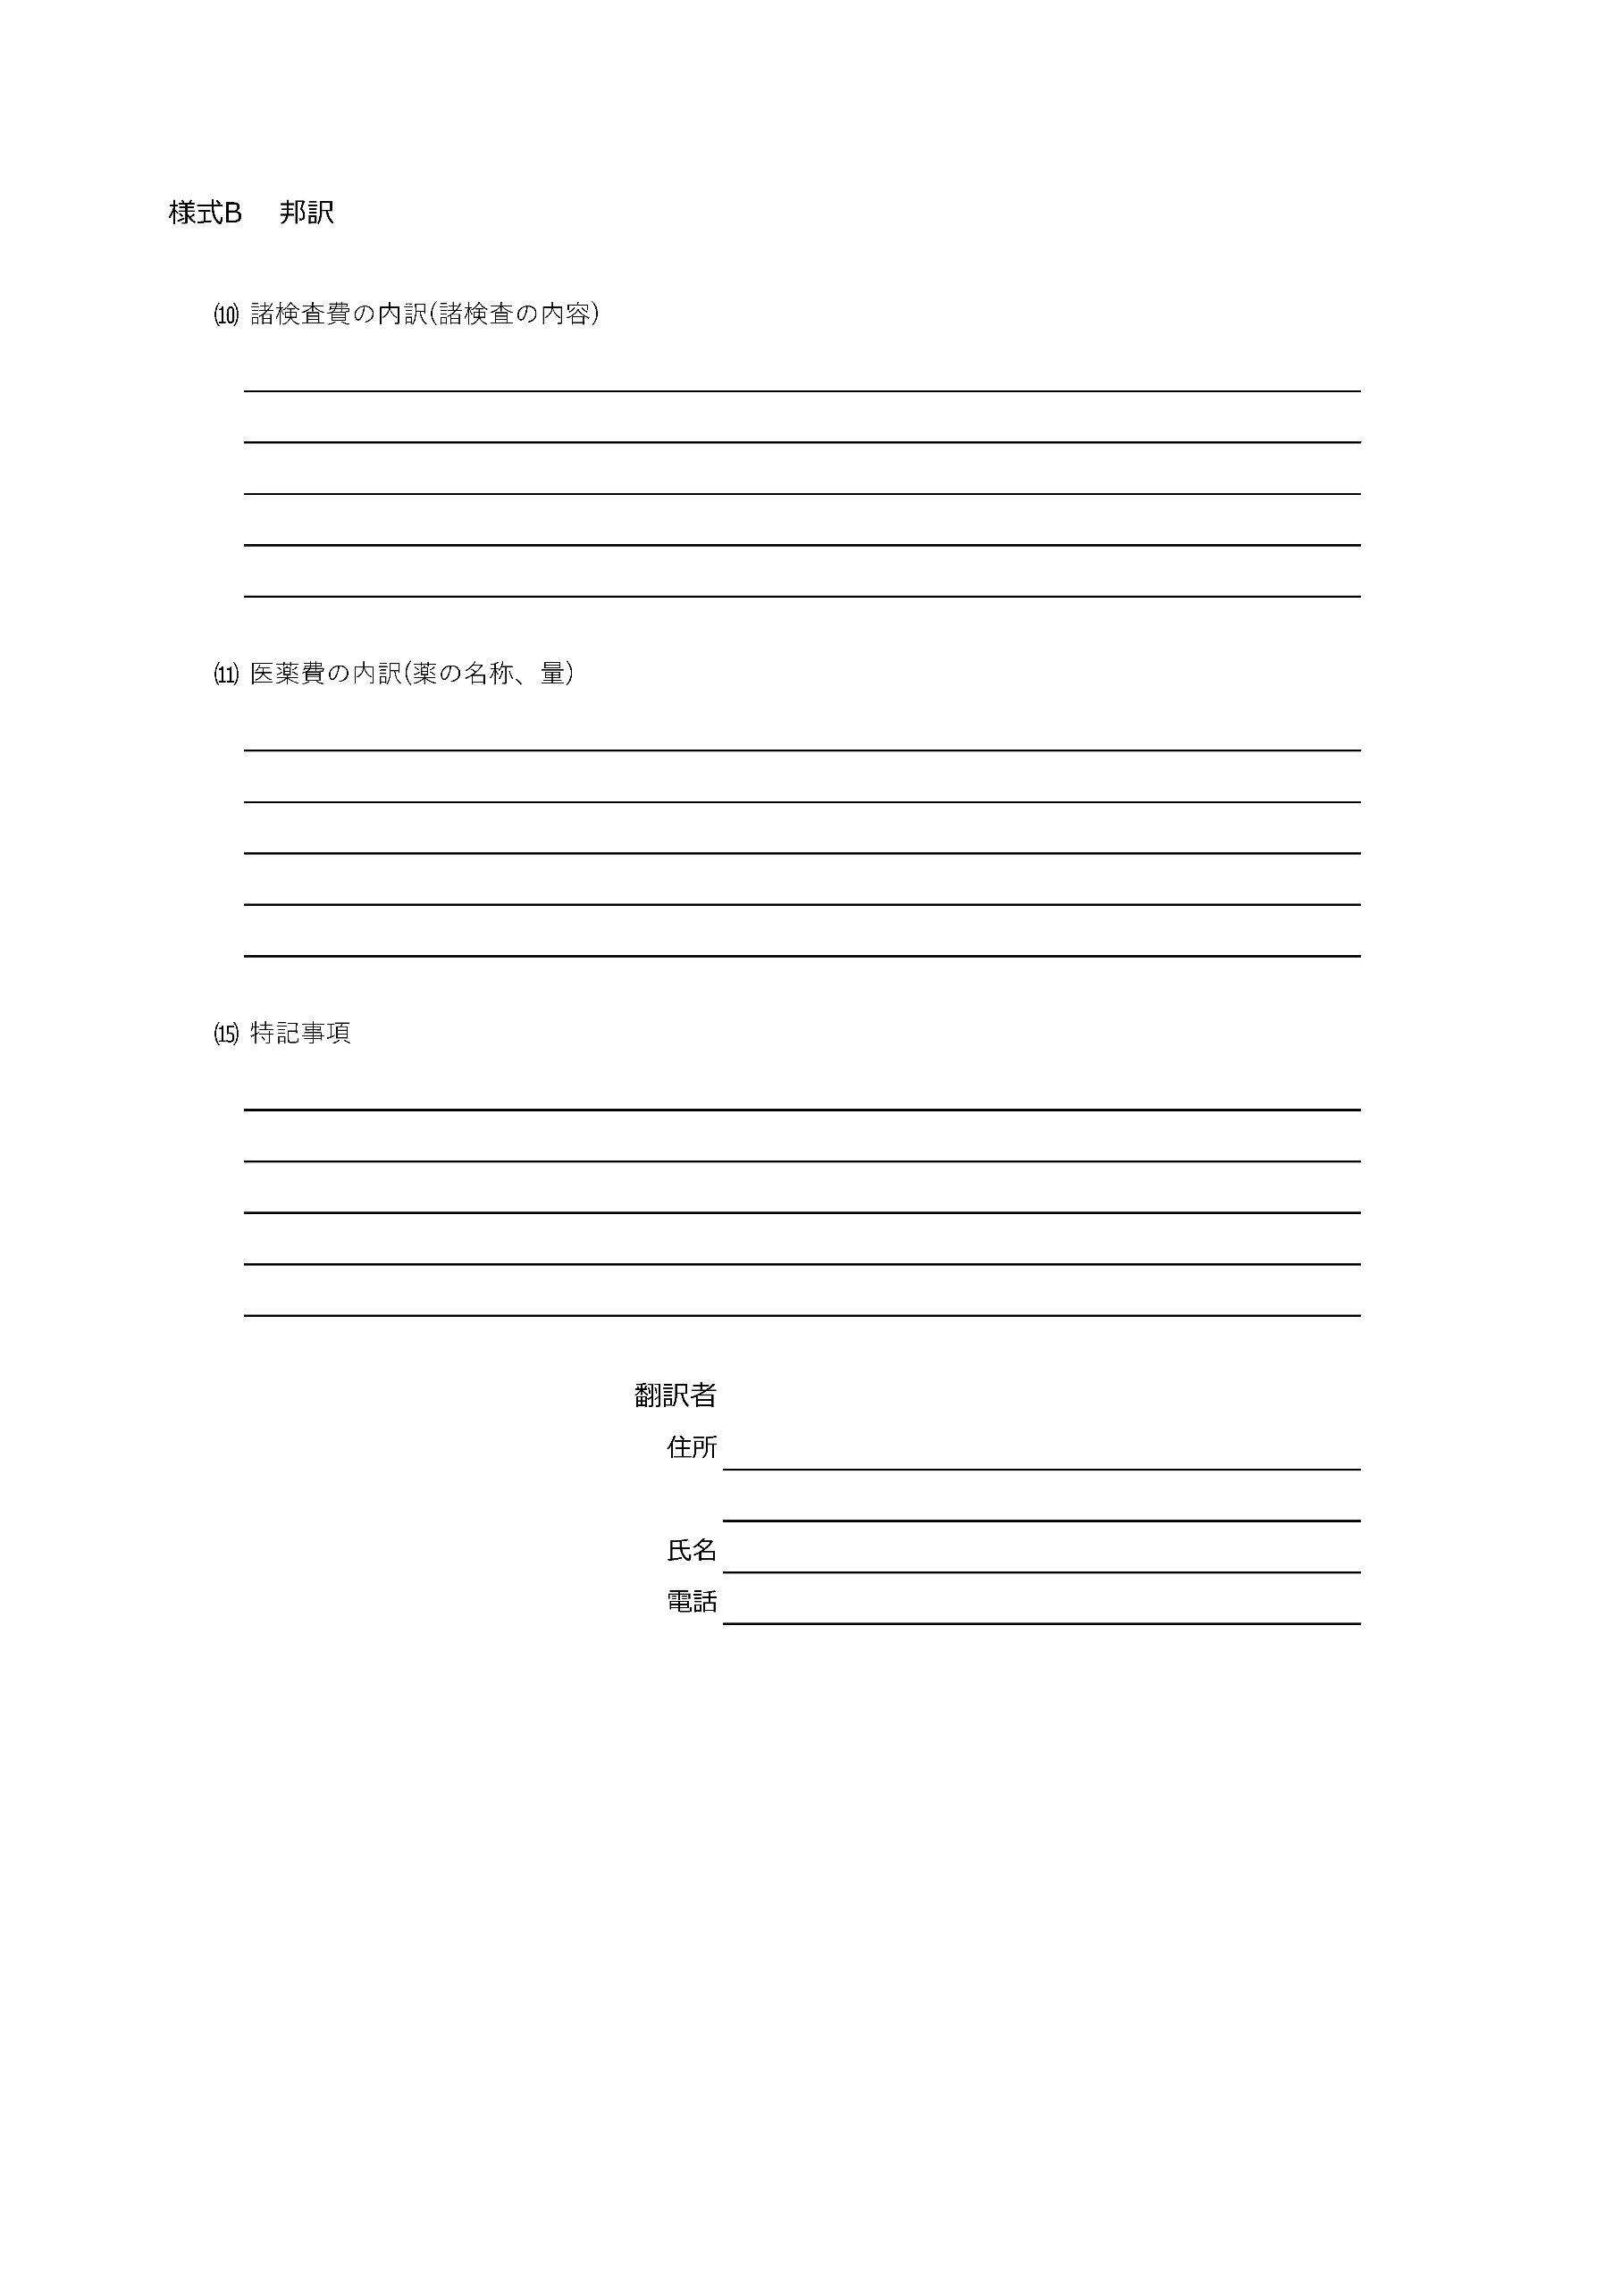 様式B　邦訳
⑽ 諸検査費の内訳(諸検査の内容)
⑾ 医薬費の内訳(薬の名称、量)
⒂ 特記事項
翻訳者
住所
氏名
電話